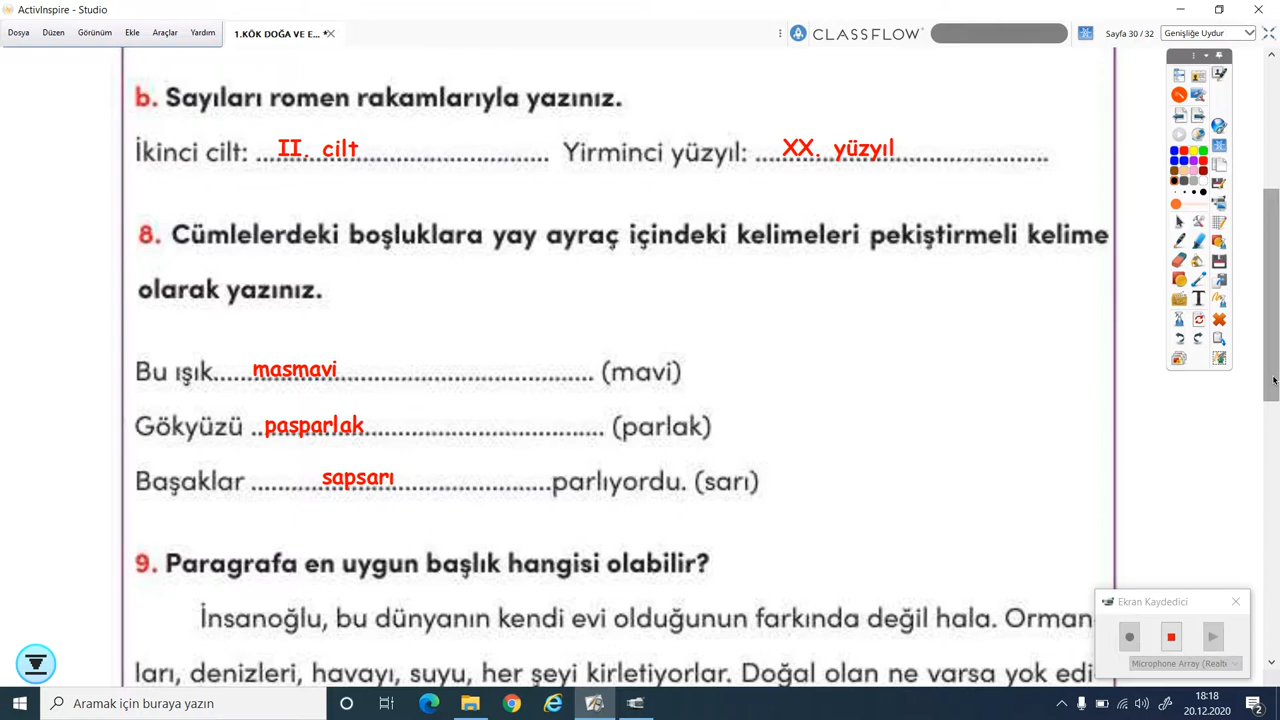 ActivInspire - Studio
Dosya Düzen Görünüm Ekle Araçlar Yardım
1.KÖK DOĞA VE E... *
CLASSFLOW
Sayfa 30 / 32
Genişliğe Uydur
b. Sayıları romen rakamlarıyla yazınız.
İkinci cilt: ...II. cilt... Yirminci yüzyıl: ...XX. yüzyıl...
8. Cümlelerdeki boşluklara yay ayraç içindeki kelimeleri pekiştirmeli kelime
olarak yazınız.
Bu ışık...masmavi... (mavi)
Gökyüzü ...pasparlak... (parlak)
Başaklar ...sapsarı...parlıyordu. (sarı)
9. Paragrafa en uygun başlık hangisi olabilir?
İnsanoğlu, bu dünyanın kendi evi olduğunun farkında değil hala. Orman-
ları, denizleri, havayı, suyu, her şeyi kirletiyorlar. Doğal olan ne varsa yok edi-
Ekran Kaydedici
Microphone Array (Realte
Aramak için buraya yazın
18:18
20.12.2020
2